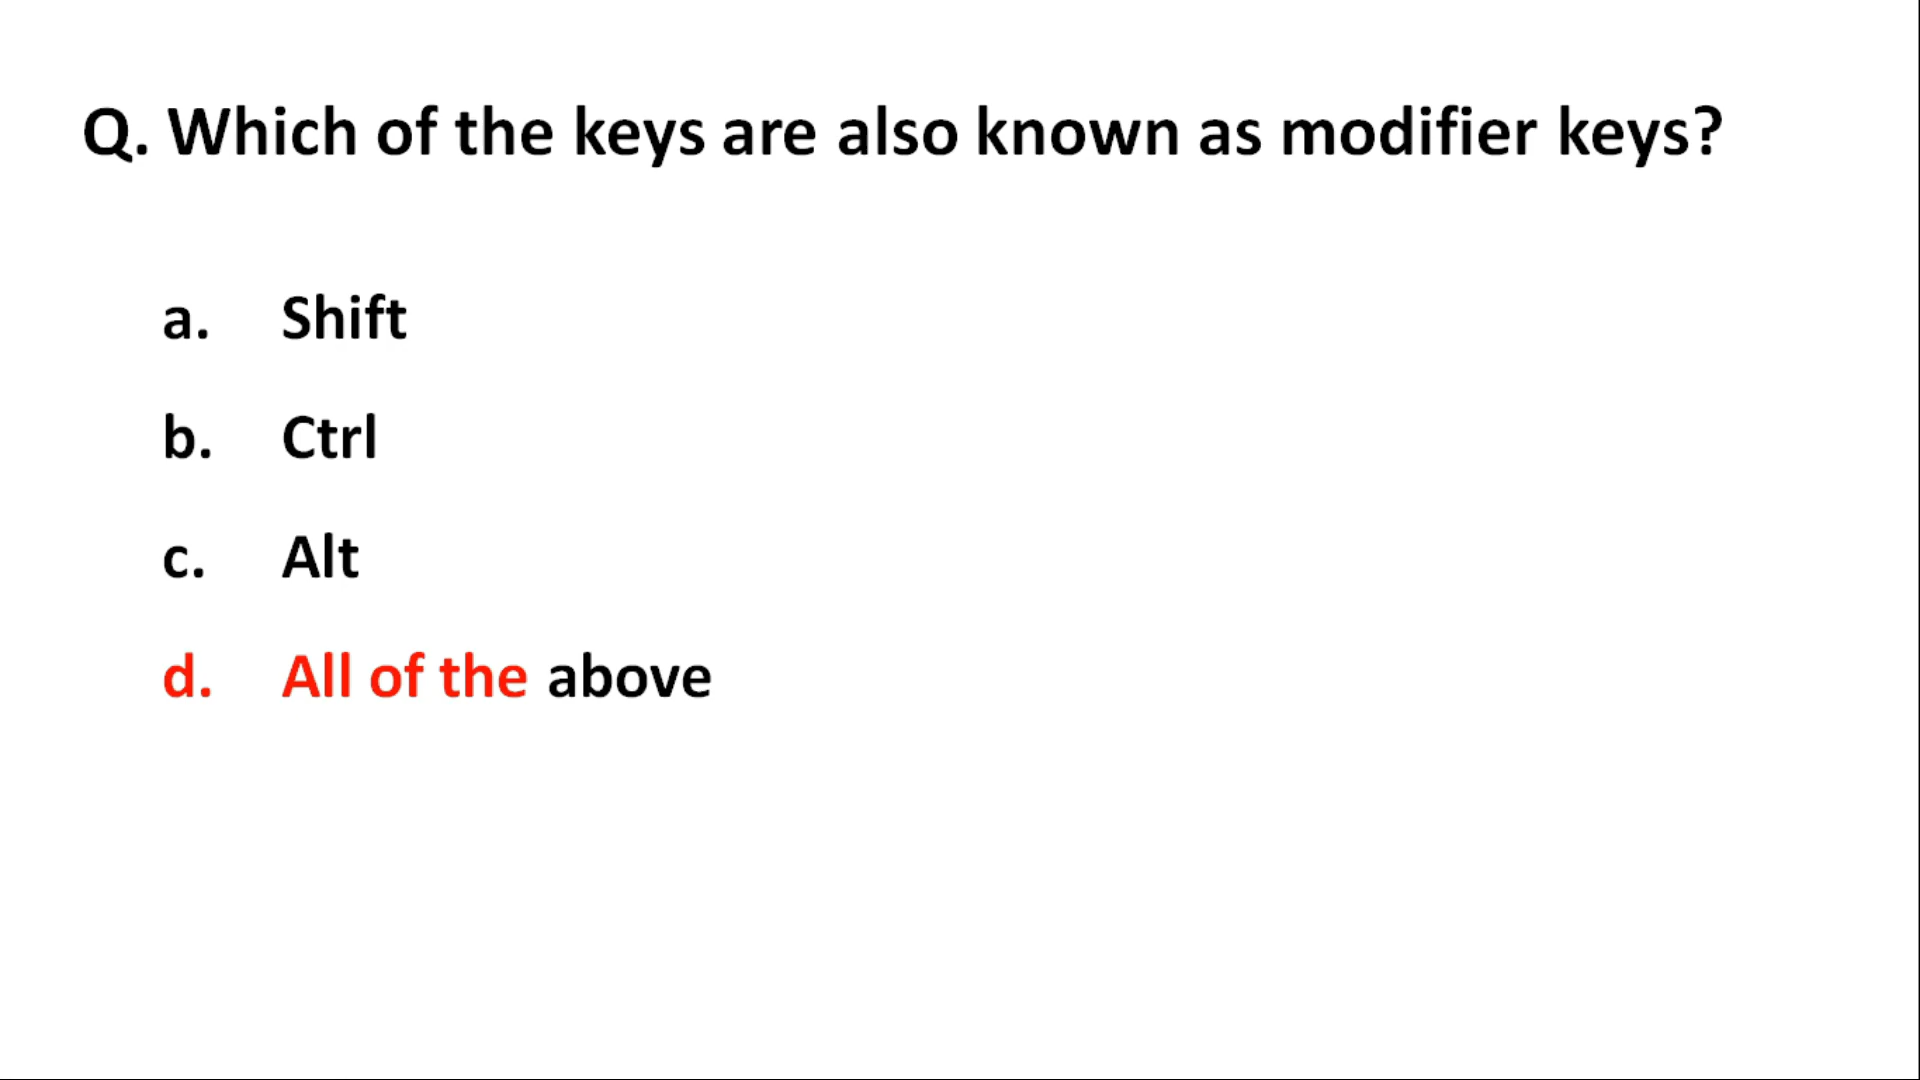 Q. Which of the keys are also known as modifier keys?
a. Shift
b. Ctrl
c. Alt
d. All of the above